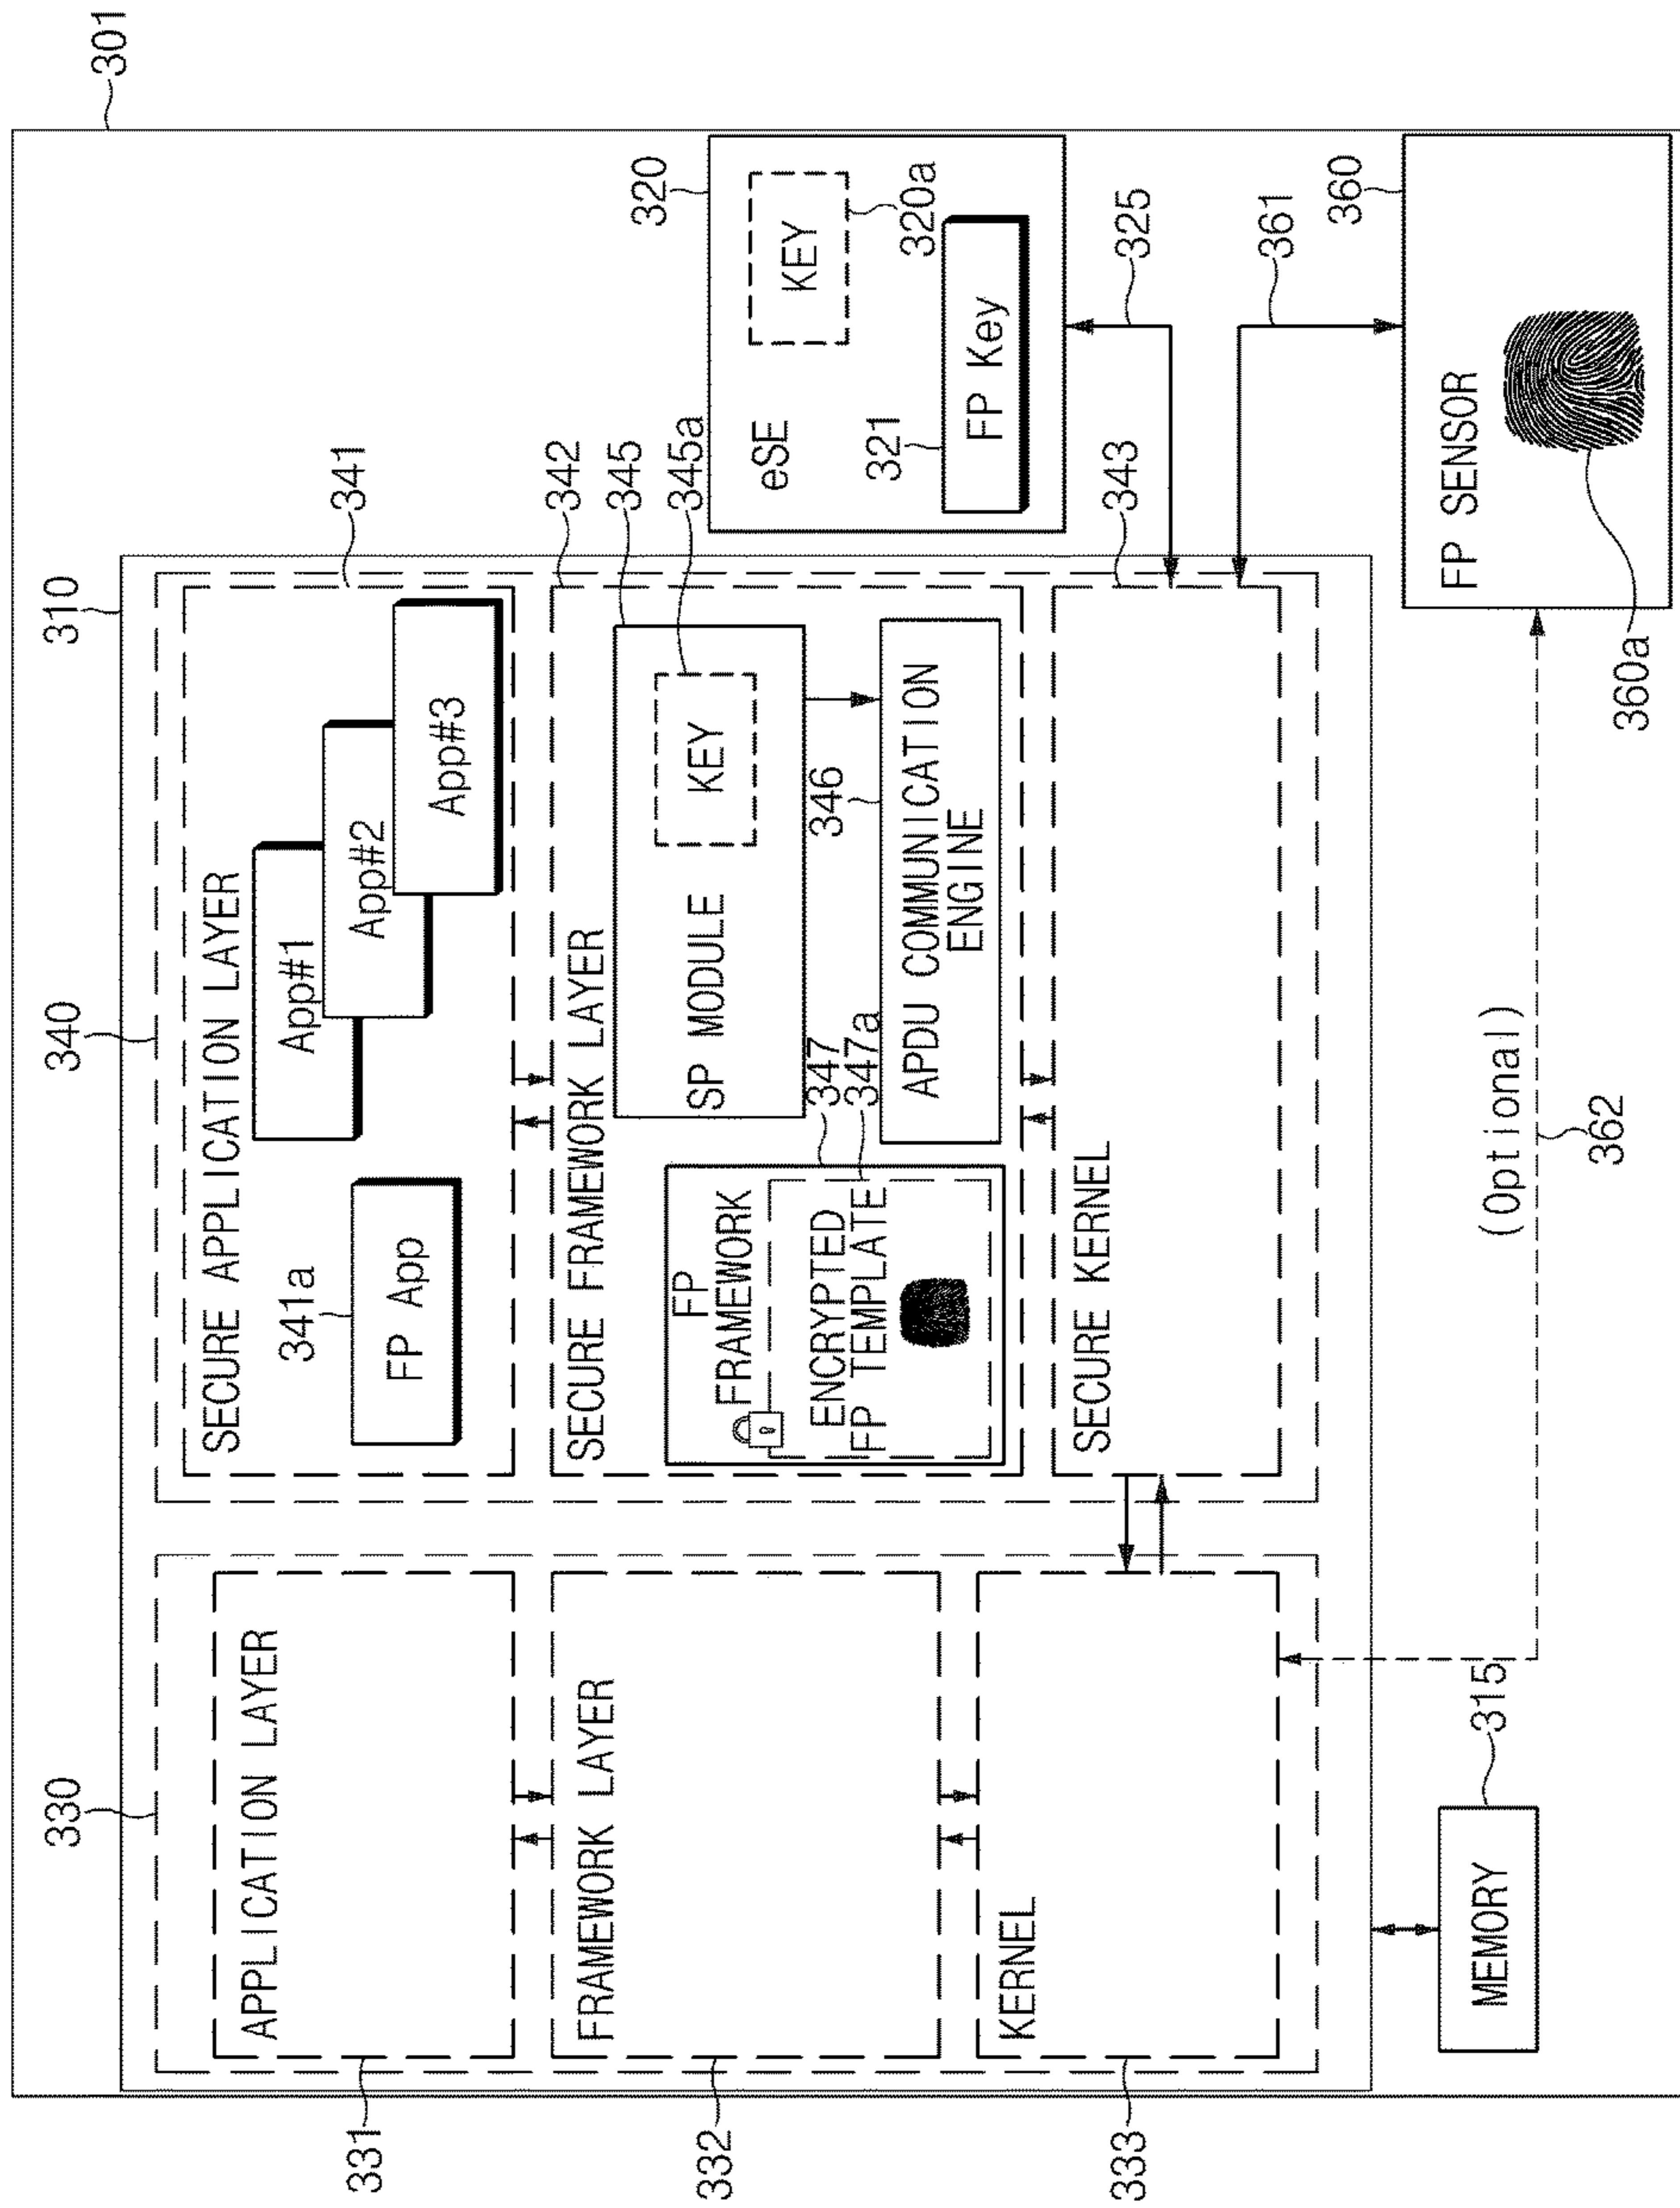 301
310
330
340
APPLICATION LAYER
331
FRAMEWORK LAYER
332
KERNEL
333
SECURE APPLICATION LAYER
341
341a
FP App
App#1
App#2
App#3
SECURE FRAMEWORK LAYER
342
FP
FRAMEWORK
347
ENCRYPTED
FP TEMPLATE
347a
SP MODULE
345
KEY
345a
346
APDU COMMUNICATION
ENGINE
SECURE KERNEL
343
320
eSE
KEY
320a
321
FP Key
325
361
360
FP SENSOR
360a
(Optional)
362
MEMORY
315